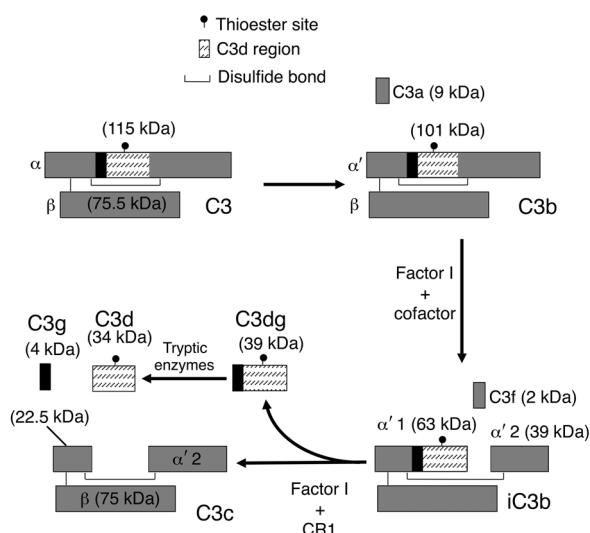 Thioester site
C3d region
Disulfide bond
C3a (9 kDa)
(115 kDa)
(101 kDa)
α
α′
β
(75.5 kDa)
C3
β
C3b
Factor I
+
cofactor
C3g
(4 kDa)
C3d
(34 kDa)
Tryptic
enzymes
C3dg
(39 kDa)
C3f (2 kDa)
(22.5 kDa)
α′ 1 (63 kDa)
α′ 2 (39 kDa)
α′ 2
β (75 kDa)
C3c
Factor I
+
CR1
iC3b